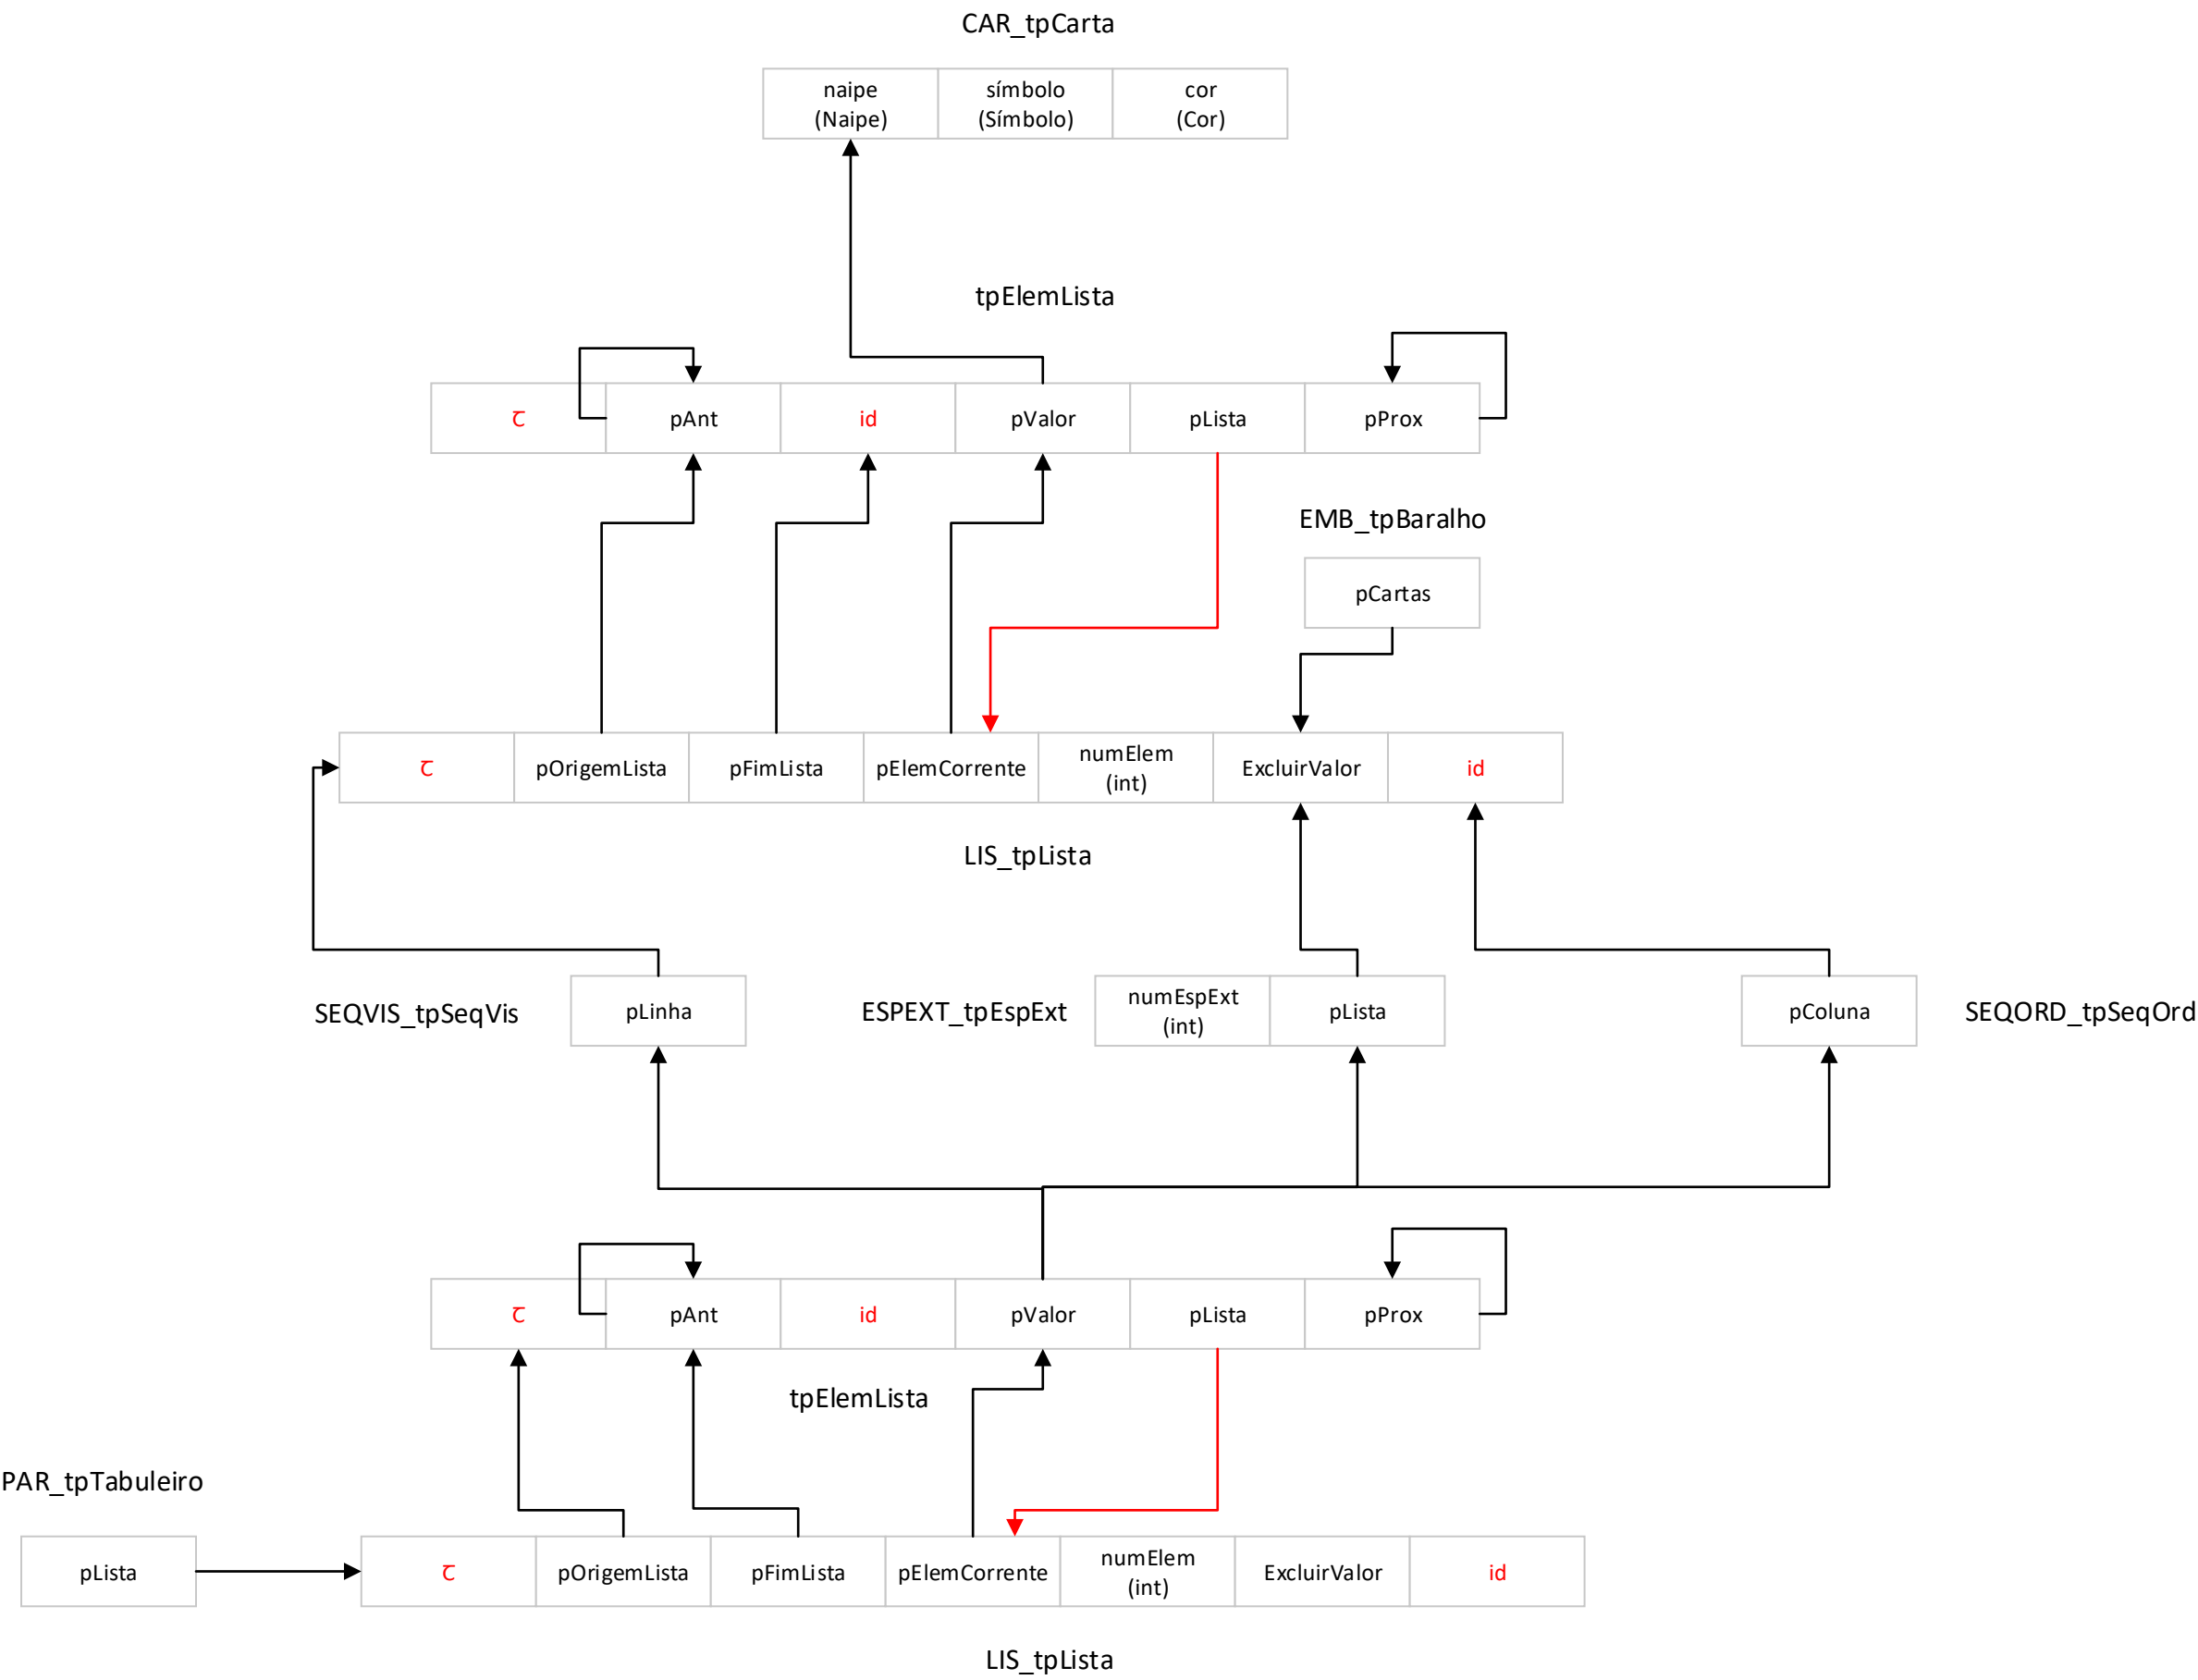 CAR_tpCarta
naipe
(Naipe)
símbolo
(Símbolo)
cor
(Cor)
tpElemLista
pAnt
id
pValor
pLista
pProx
EMB_tpBaralho
pCartas
pOrigemLista
pFimLista
pElemCorrente
numElem
(int)
ExcluirValor
id
LIS_tpLista
SEQVIS_tpSeqVis
pLinha
ESPEXT_tpEspExt
numEspExt
(int)
pLista
pColuna
SEQORD_tpSeqOrd
pAnt
id
pValor
pLista
pProx
tpElemLista
PAR_tpTabuleiro
pLista
pOrigemLista
pFimLista
pElemCorrente
numElem
(int)
ExcluirValor
id
LIS_tpLista